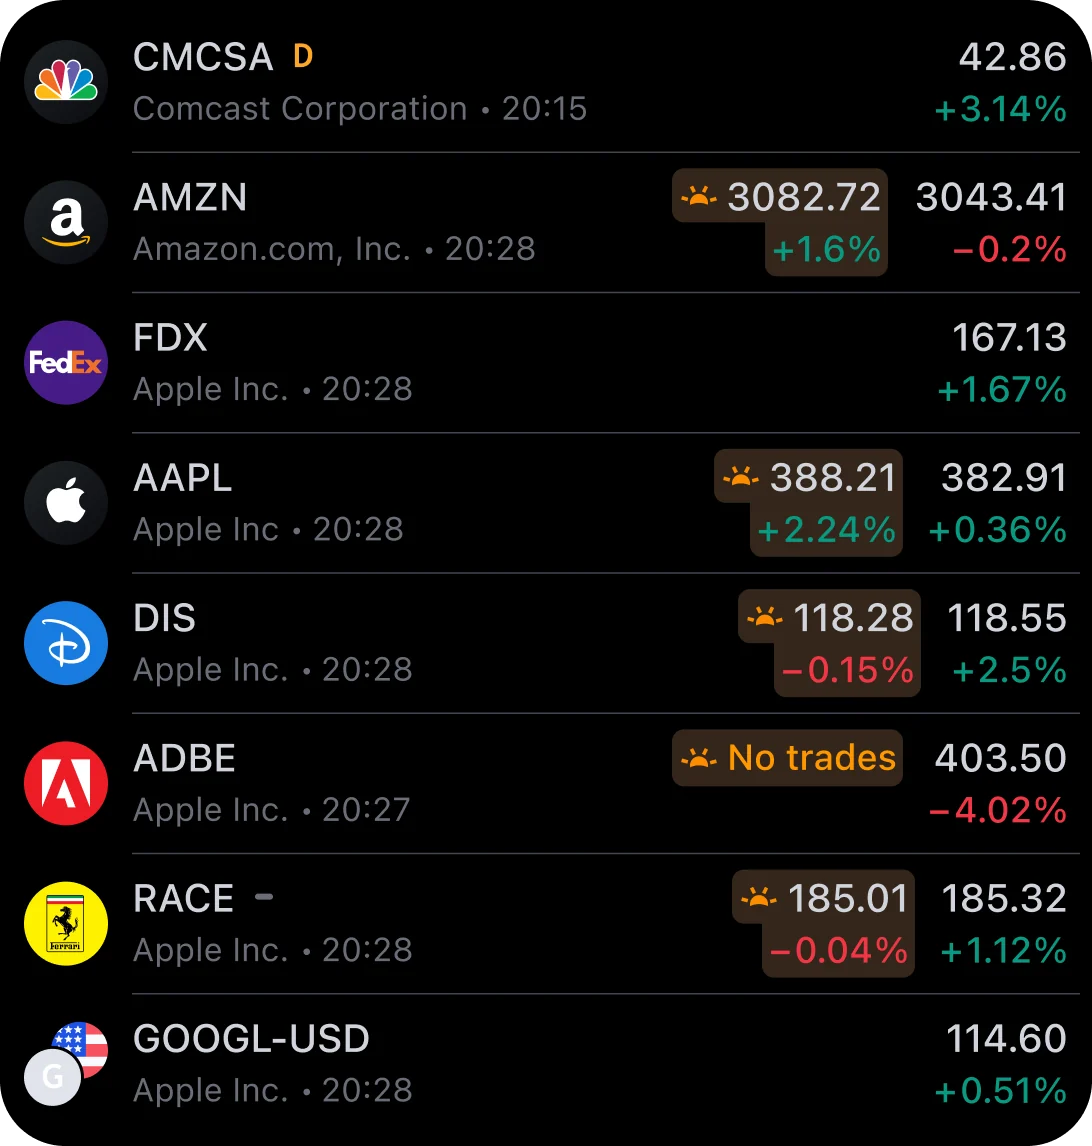 CMCSA D 42.86
Comcast Corporation • 20:15 +3.14%
a AMZN 3082.72 3043.41
Amazon.com, Inc. • 20:28 +1.6% −0.2%
FedEx FDX 167.13
Apple Inc. • 20:28 +1.67%
AAPL 388.21 382.91
Apple Inc • 20:28 +2.24% +0.36%
DIS 118.28 118.55
Apple Inc. • 20:28 −0.15% +2.5%
ADBE No trades 403.50
Apple Inc. • 20:27 −4.02%
RACE – 185.01 185.32
Ferrari Apple Inc. • 20:28 −0.04% +1.12%
GOOGL-USD 114.60
G Apple Inc. • 20:28 +0.51%